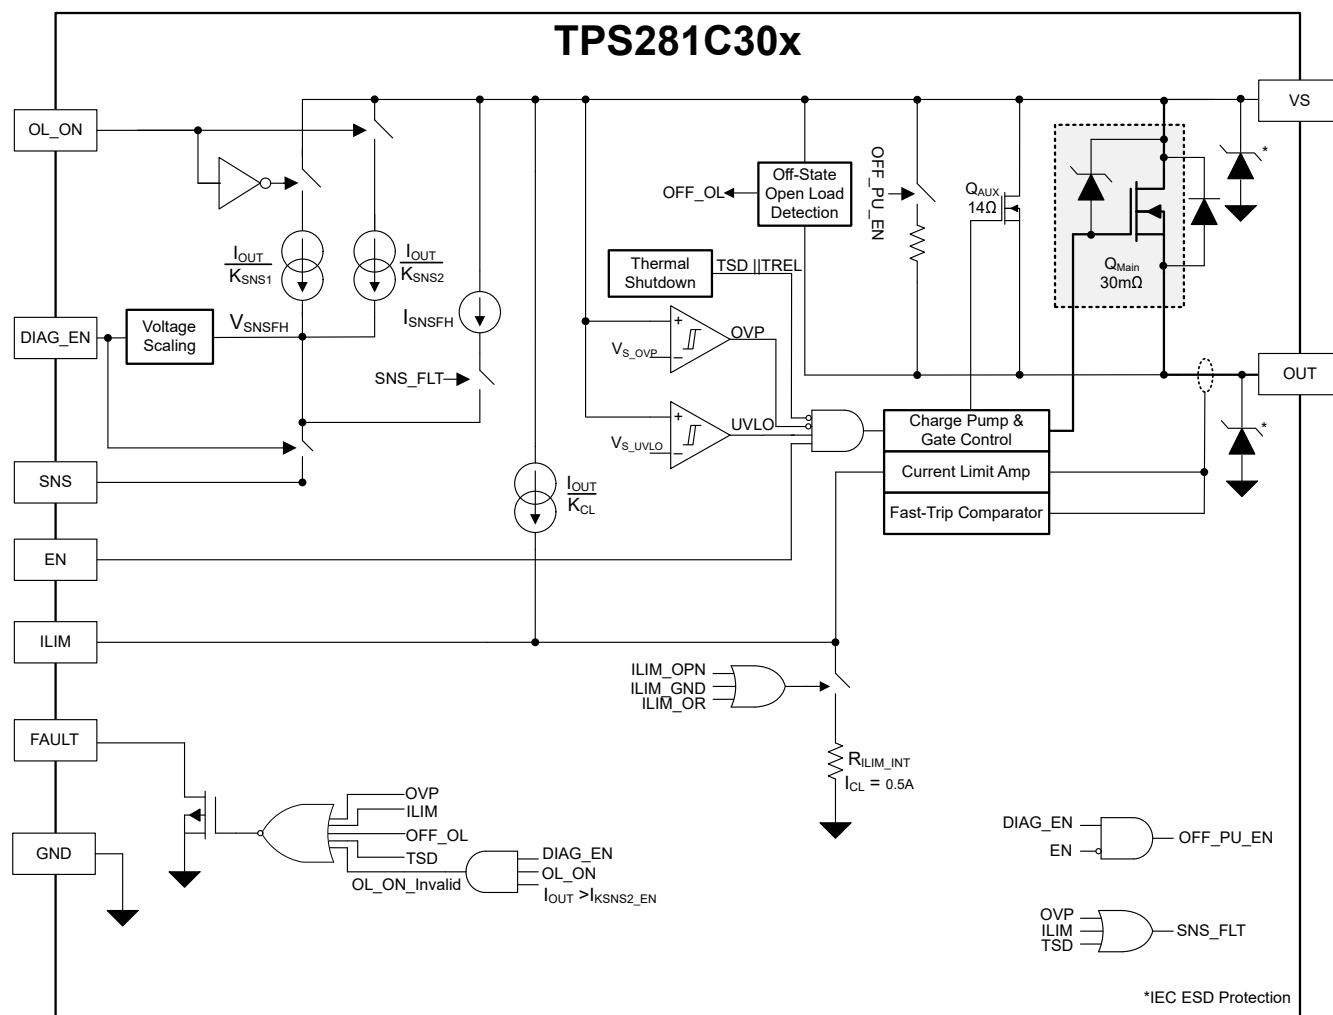 TPS281C30x
VS
OL_ON
Off-State
Open Load
Detection
OFF_OL
OFF_PU_EN
QAUX
14Ω
*
IOUT
KSNS1
IOUT
KSNS2
Thermal
Shutdown
TSD ||TREL
QMain
30mΩ
DIAG_EN
Voltage
Scaling
VSNSFH
ISNSFH
+
OVP
VS_OVP
−
SNS_FLT
OUT
+
UVLO
VS_UVLO
−
Charge Pump &
Gate Control
*
Current Limit Amp
SNS
IOUT
KCL
Fast-Trip Comparator
EN
ILIM
ILIM_OPN
ILIM_GND
ILIM_OR
FAULT
RILIM_INT
ICL = 0.5A
OVP
ILIM
OFF_OL
TSD
OL_ON_Invalid
DIAG_EN
OL_ON
IOUT >IKSNS2_EN
GND
DIAG_EN
EN
OFF_PU_EN
OVP
ILIM
TSD
SNS_FLT
*IEC ESD Protection